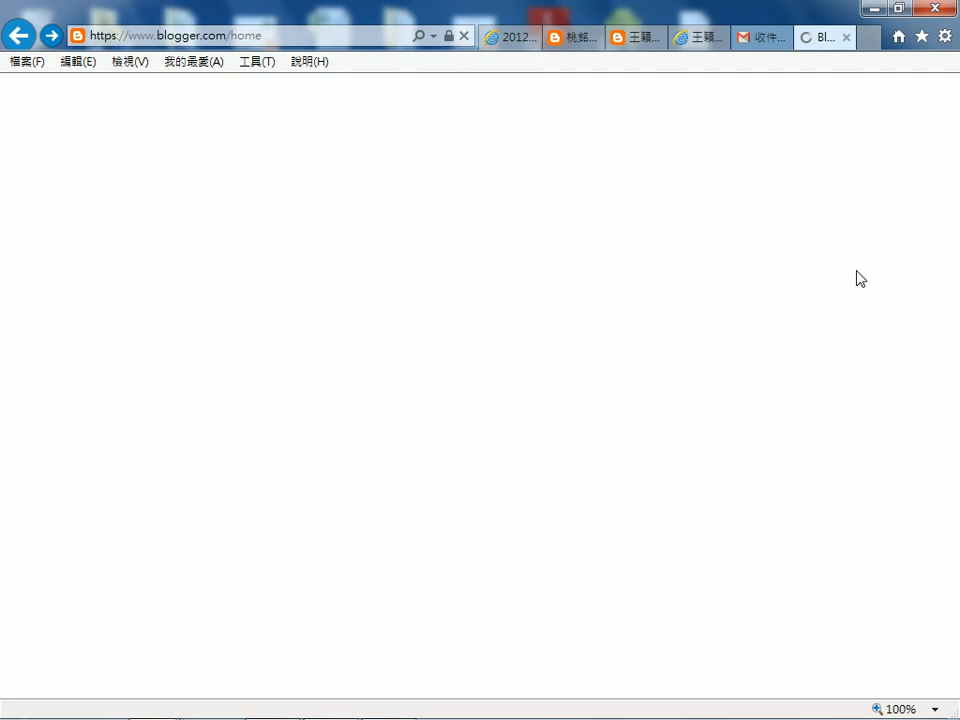 https://www.blogger.com/home
2012...
桃銘...
王穎...
王穎...
收件...
Bl...
檔案(F) 編輯(E) 檢視(V) 我的最愛(A) 工具(T) 說明(H)
100%